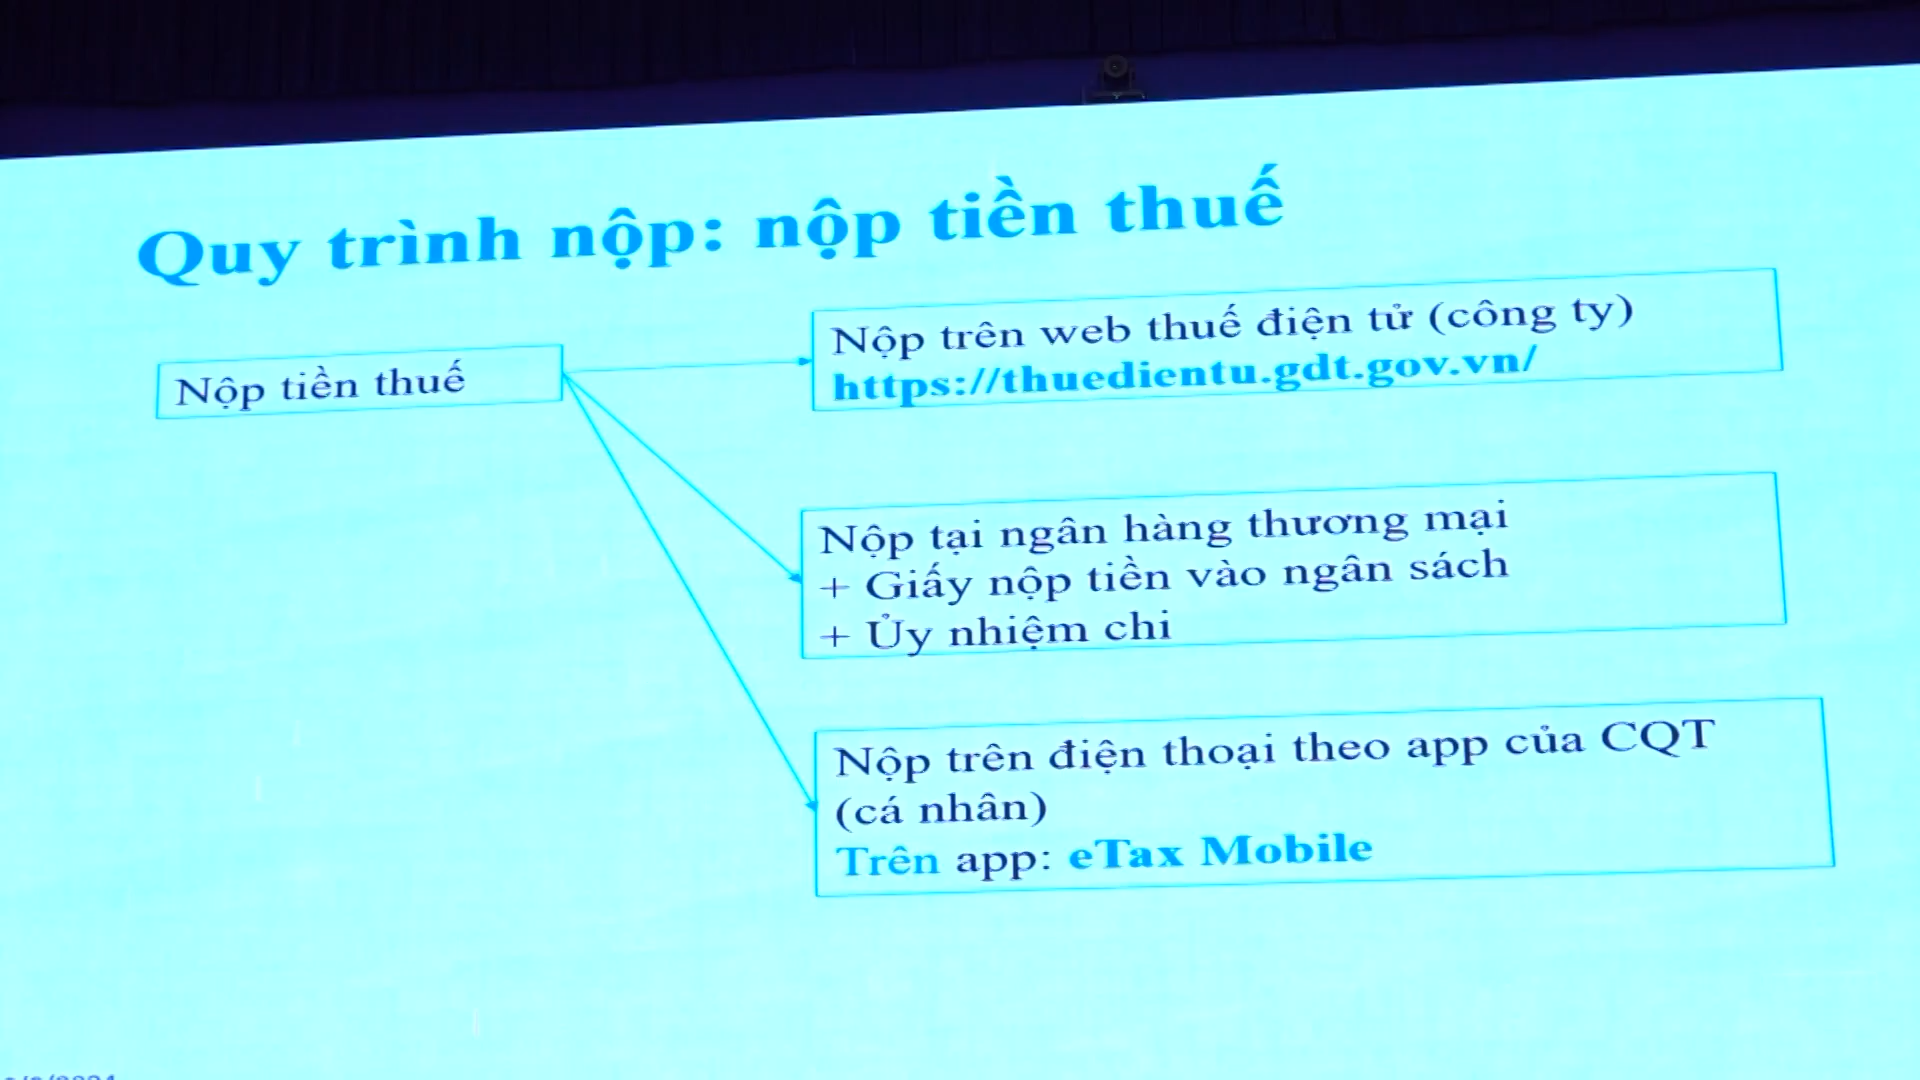 Quy trình nộp: nộp tiền thuế
Nộp tiền thuế
Nộp trên web thuế điện tử (công ty)
https://thuedientu.gdt.gov.vn/
Nộp tại ngân hàng thương mại
+ Giấy nộp tiền vào ngân sách
+ Ủy nhiệm chi
Nộp trên điện thoại theo app của CQT
(cá nhân)
Trên app: eTax Mobile